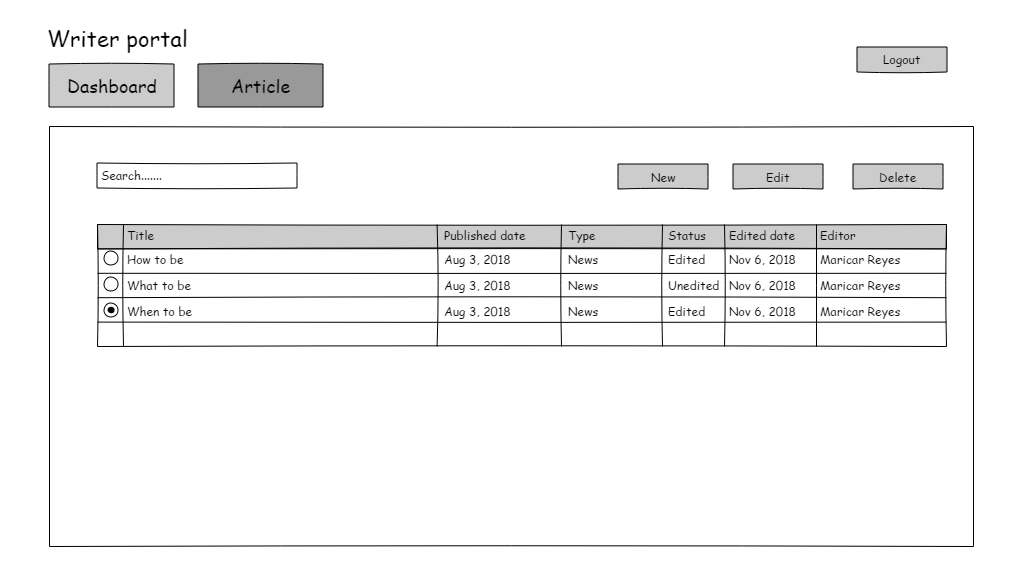 Writer portal
Logout
Dashboard Article
Search.......
New Edit Delete
Title Published date Type Status Edited date Editor
How to be Aug 3, 2018 News Edited Nov 6, 2018 Maricar Reyes
What to be Aug 3, 2018 News Unedited Nov 6, 2018 Maricar Reyes
When to be Aug 3, 2018 News Edited Nov 6, 2018 Maricar Reyes